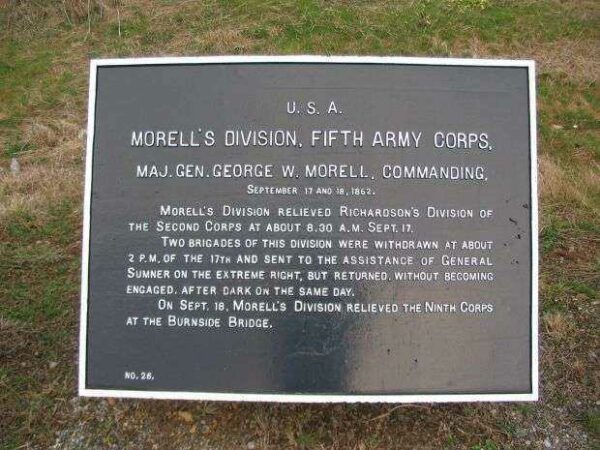 U. S. A.
MORELL'S DIVISION, FIFTH ARMY CORPS,
MAJ. GEN. GEORGE W. MORELL, COMMANDING,
SEPTEMBER 17 AND 18, 1862.
MORELL'S DIVISION RELIEVED RICHARDSON'S DIVISION OF
THE SECOND CORPS AT ABOUT 8.30 A.M. SEPT. 17.
TWO BRIGADES OF THIS DIVISION WERE WITHDRAWN AT ABOUT
2 P.M. OF THE 17TH AND SENT TO THE ASSISTANCE OF GENERAL
SUMNER ON THE EXTREME RIGHT, BUT RETURNED, WITHOUT BECOMING
ENGAGED, AFTER DARK ON THE SAME DAY.
ON SEPT. 18, MORELL'S DIVISION RELIEVED THE NINTH CORPS
AT THE BURNSIDE BRIDGE.
NO. 26.